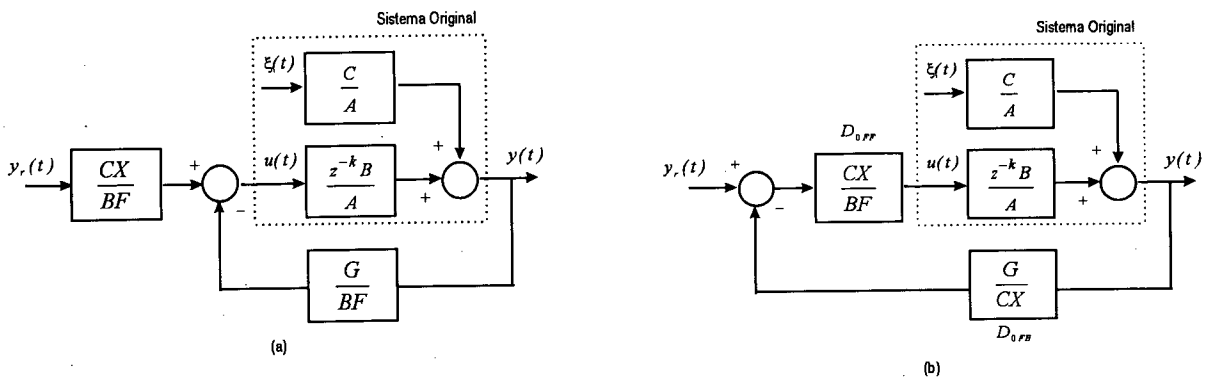 Sistema Original
ξ(t)
C
A
y_r(t)
CX
BF
+
−
u(t)
z^{-k} B
A
+
+
y(t)
G
BF
(a)
Sistema Original
ξ(t)
C
A
D_{0FF}
y_r(t)
+
−
CX
BF
u(t)
z^{-k} B
A
+
+
y(t)
G
CX
D_{0FB}
(b)